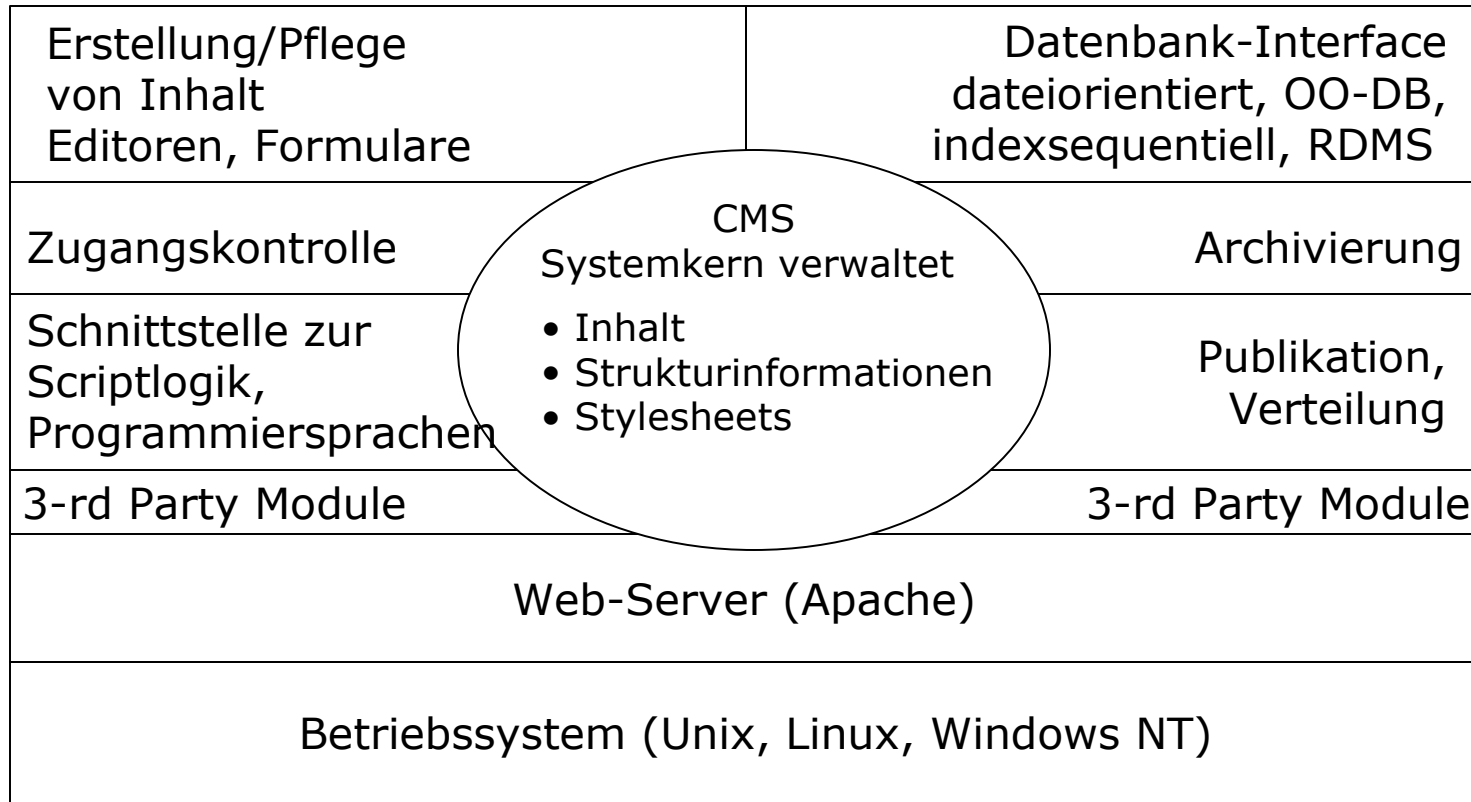 Erstellung/Pflege
von Inhalt
Editoren, Formulare
Datenbank-Interface
dateiorientiert, OO-DB,
indexsequentiell, RDMS
CMS
Systemkern verwaltet
• Inhalt
• Strukturinformationen
• Stylesheets
Zugangskontrolle
Archivierung
Schnittstelle zur
Scriptlogik,
Programmiersprachen
Publikation,
Verteilung
3-rd Party Module
3-rd Party Module
Web-Server (Apache)
Betriebssystem (Unix, Linux, Windows NT)